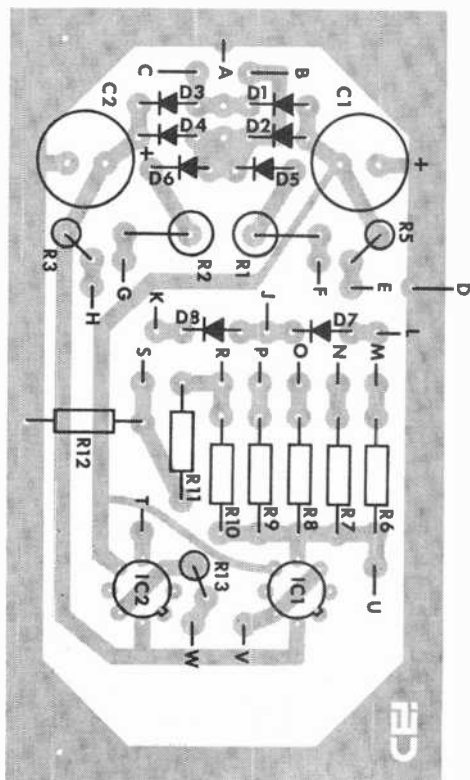 A
C
B
D3
D1
C2
C1
D4
D2
+
+
D6
D5
R3
R2
R1
R5
G
F
E
D
H
K
J
D8
D7
L
S
R
P
O
N
M
R12
R11
R10
R9
R8
R7
R6
T
R13
IC2
IC1
U
W
V